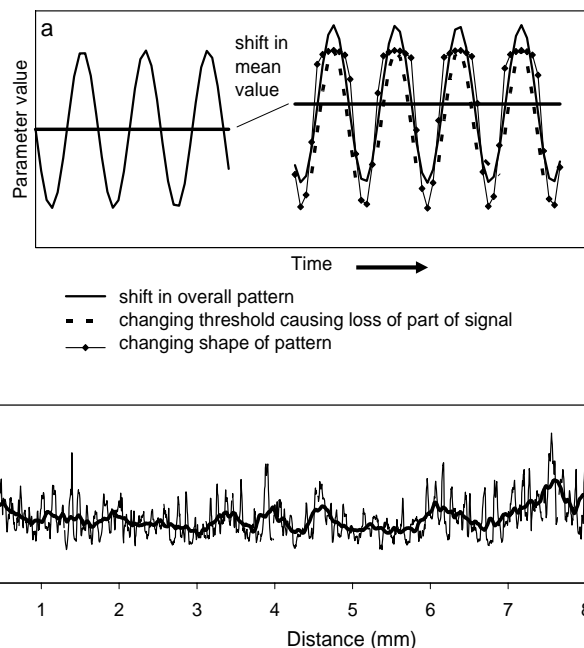 a
shift in
mean
value
Parameter value
Time
shift in overall pattern
changing threshold causing loss of part of signal
changing shape of pattern
1 2 3 4 5 6 7 8
Distance (mm)